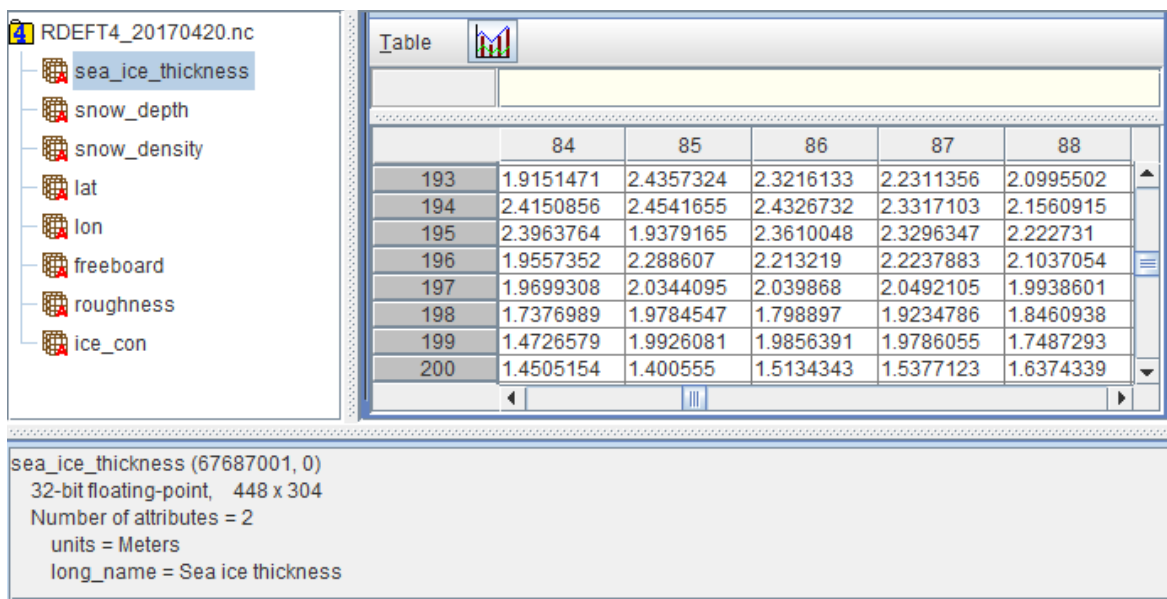 RDEFT4_20170420.nc
sea_ice_thickness
snow_depth
snow_density
lat
lon
freeboard
roughness
ice_con
Table
84 85 86 87 88
193 1.9151471 2.4357324 2.3216133 2.2311356 2.0995502
194 2.4150856 2.4541655 2.4326732 2.3317103 2.1560915
195 2.3963764 1.9379165 2.3610048 2.3296347 2.222731
196 1.9557352 2.288607 2.213219 2.2237883 2.1037054
197 1.9699308 2.0344095 2.039868 2.0492105 1.9938601
198 1.7376989 1.9784547 1.798897 1.9234786 1.8460938
199 1.4726579 1.9926081 1.9856391 1.9786055 1.7487293
200 1.4505154 1.400555 1.5134343 1.5377123 1.6374339
sea_ice_thickness (67687001, 0)
32-bit floating-point, 448 x 304
Number of attributes = 2
units = Meters
long_name = Sea ice thickness